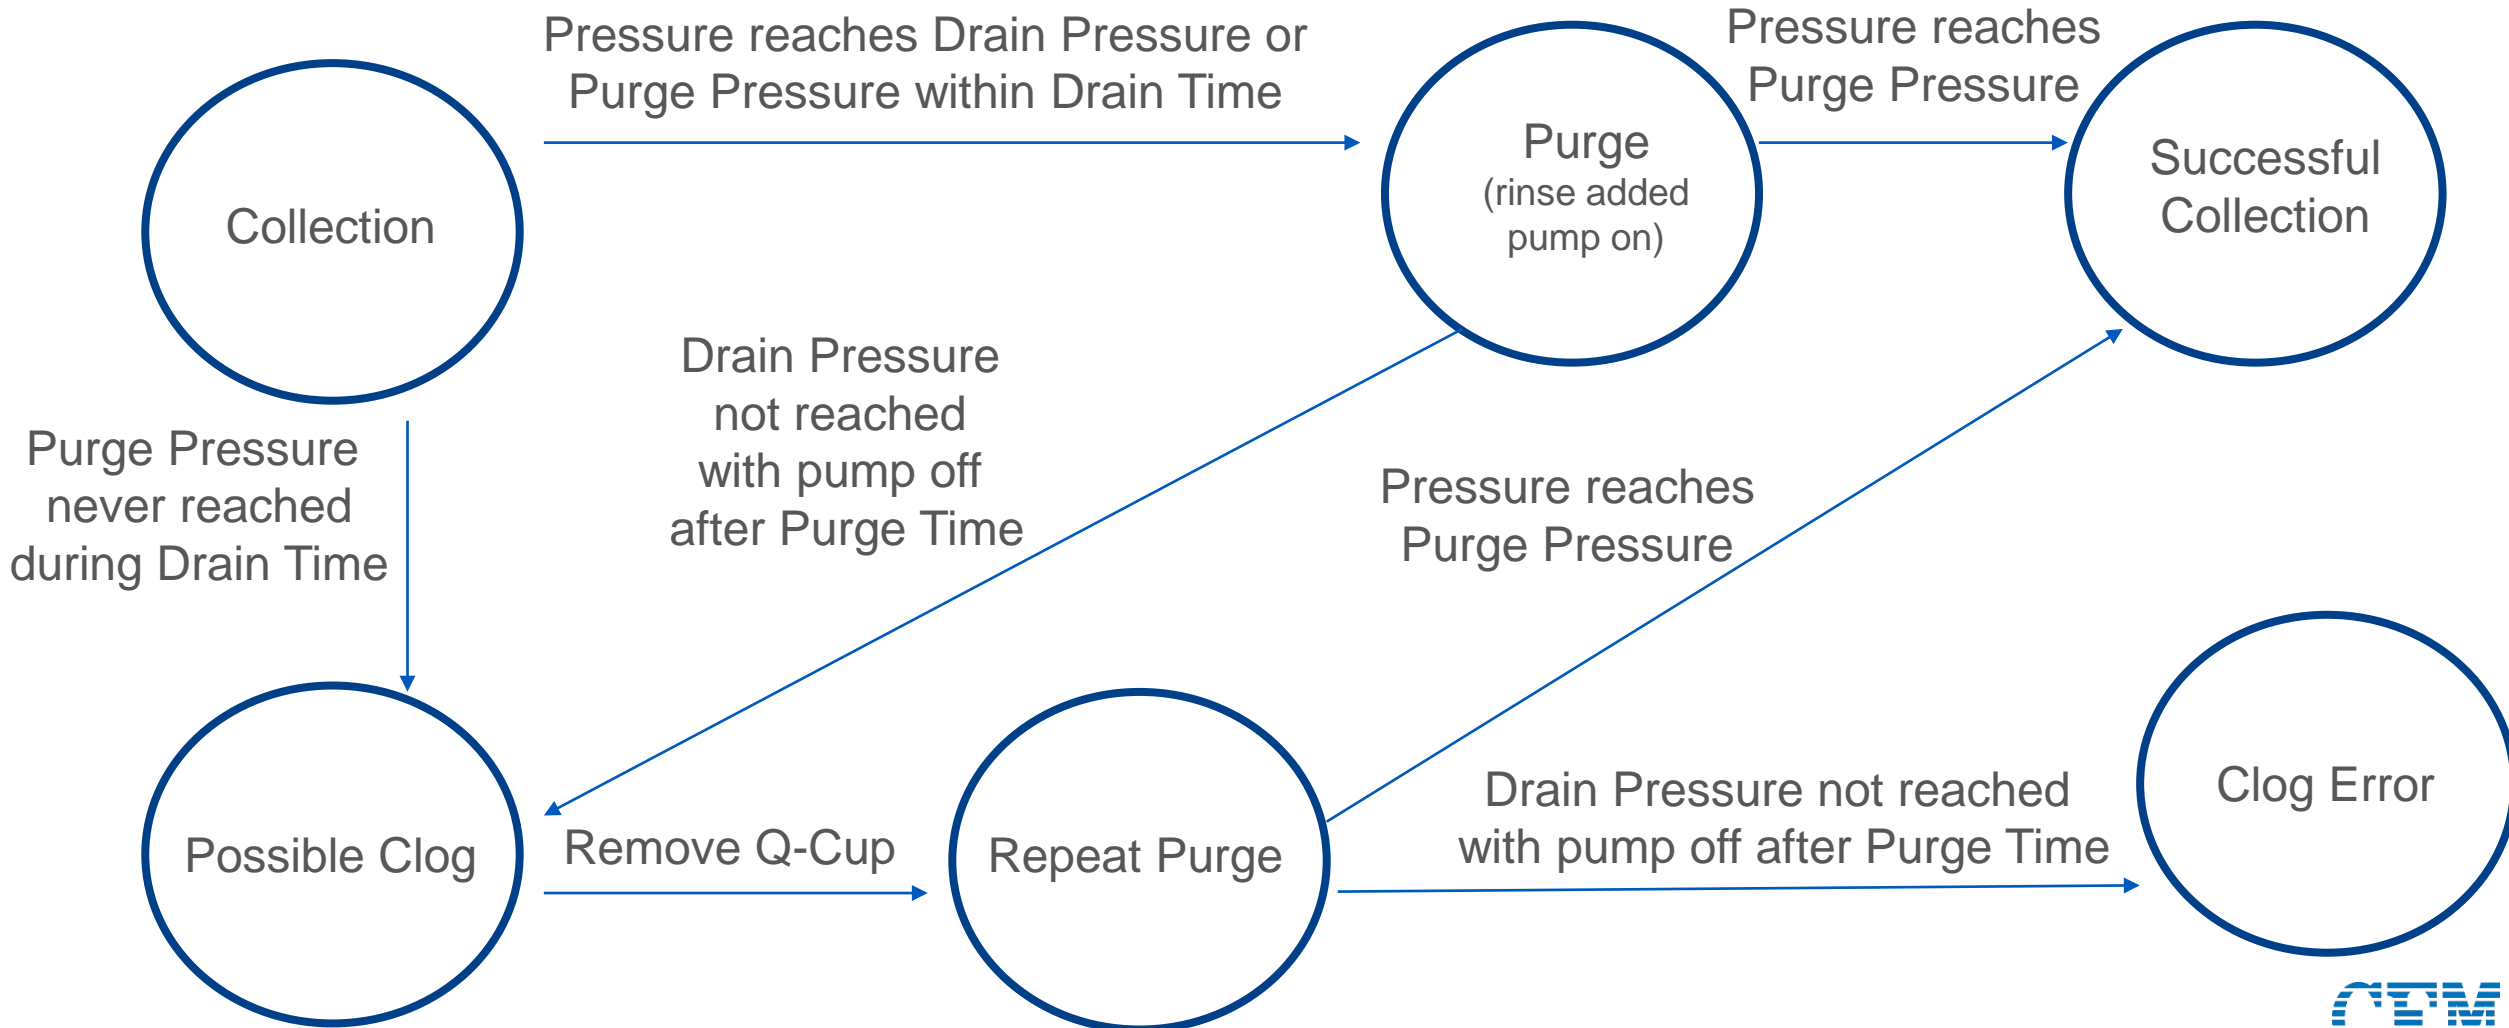 Pressure reaches Drain Pressure or
Purge Pressure within Drain Time
Pressure reaches
Purge Pressure
Collection
Purge
(rinse added
pump on)
Successful
Collection
Purge Pressure
never reached
during Drain Time
Drain Pressure
not reached
with pump off
after Purge Time
Pressure reaches
Purge Pressure
Possible Clog
Remove Q-Cup
Repeat Purge
Drain Pressure not reached
with pump off after Purge Time
Clog Error